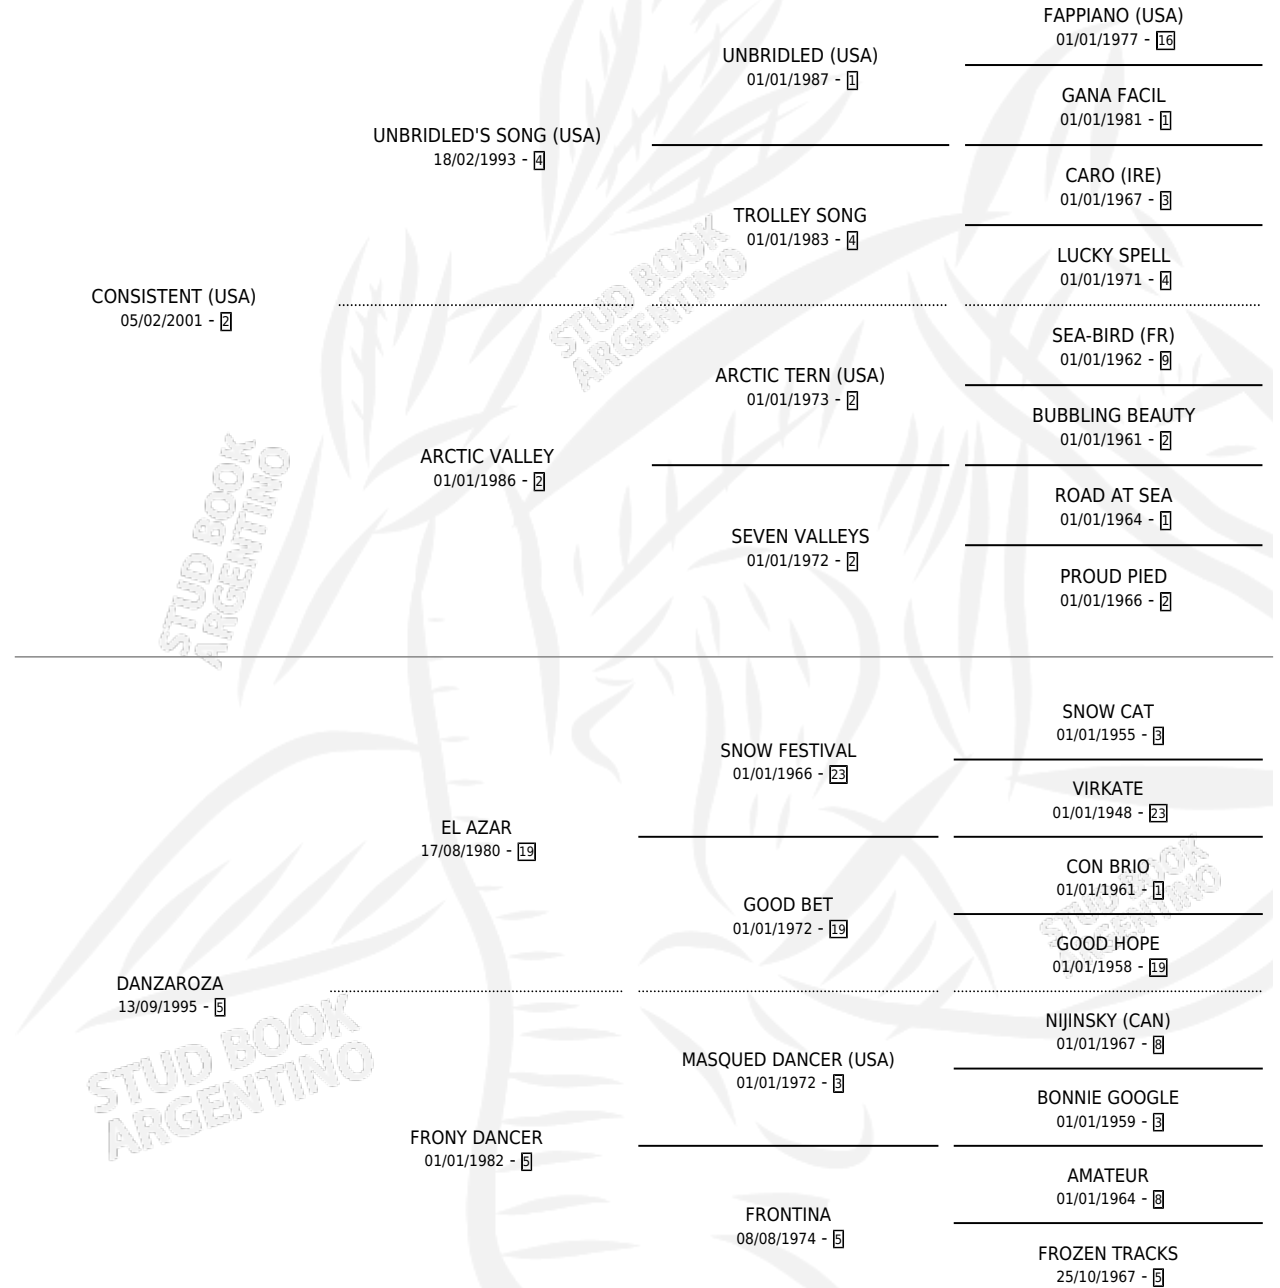 FAPPIANO (USA)
01/01/1977 - 16
UNBRIDLED (USA)
01/01/1987 - 1
GANA FACIL
01/01/1981 - 1
UNBRIDLED'S SONG (USA)
18/02/1993 - 4
CARO (IRE)
01/01/1967 - 3
TROLLEY SONG
01/01/1983 - 4
LUCKY SPELL
01/01/1971 - 4
CONSISTENT (USA)
05/02/2001 - 2
STUD BOOK
ARGENTINO
SEA-BIRD (FR)
01/01/1962 - 9
ARCTIC TERN (USA)
01/01/1973 - 2
BUBBLING BEAUTY
01/01/1961 - 2
ARCTIC VALLEY
01/01/1986 - 2
ROAD AT SEA
01/01/1964 - 1
SEVEN VALLEYS
01/01/1972 - 2
PROUD PIED
01/01/1966 - 2
STUD BOOK
ARGENTINO
SNOW CAT
01/01/1955 - 3
SNOW FESTIVAL
01/01/1966 - 23
VIRKATE
01/01/1948 - 23
EL AZAR
17/08/1980 - 19
CON BRIO
01/01/1961 - 1
GOOD BET
01/01/1972 - 19
GOOD HOPE
01/01/1958 - 19
STUD BOOK
ARGENTINO
DANZAROZA
13/09/1995 - 5
NIJINSKY (CAN)
01/01/1967 - 8
MASQUED DANCER (USA)
01/01/1972 - 3
BONNIE GOOGLE
01/01/1959 - 3
STUD BOOK
ARGENTINO
FRONY DANCER
01/01/1982 - 5
AMATEUR
01/01/1964 - 8
FRONTINA
08/08/1974 - 5
FROZEN TRACKS
25/10/1967 - 5